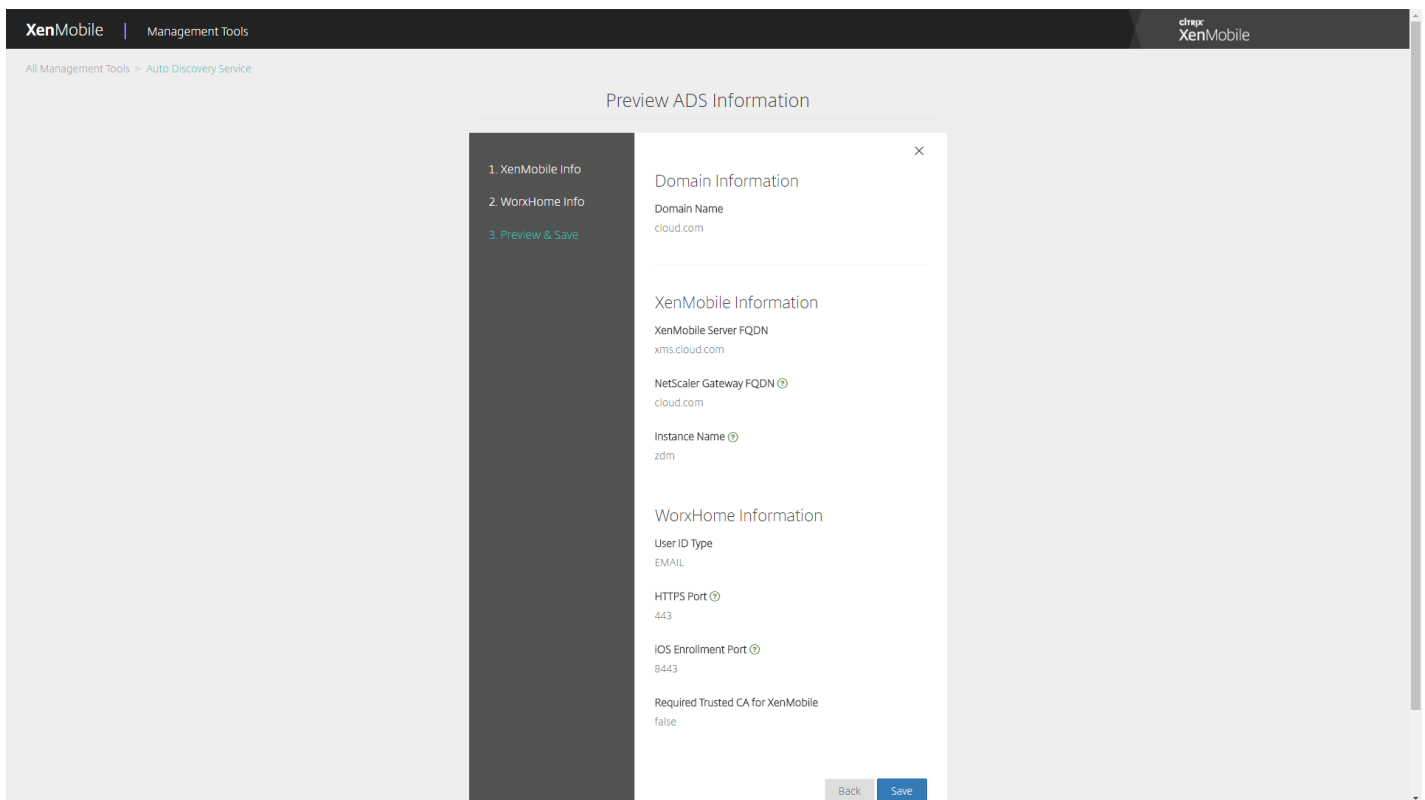 XenMobile | Management Tools
citrix
XenMobile
All Management Tools > Auto Discovery Service
Preview ADS Information
1. XenMobile Info
2. WorxHome Info
3. Preview & Save
Domain Information
Domain Name
cloud.com
XenMobile Information
XenMobile Server FQDN
xms.cloud.com
NetScaler Gateway FQDN ?
cloud.com
Instance Name ?
zdm
WorxHome Information
User ID Type
EMAIL
HTTPS Port ?
443
iOS Enrollment Port ?
8443
Required Trusted CA for XenMobile
false
Back Save